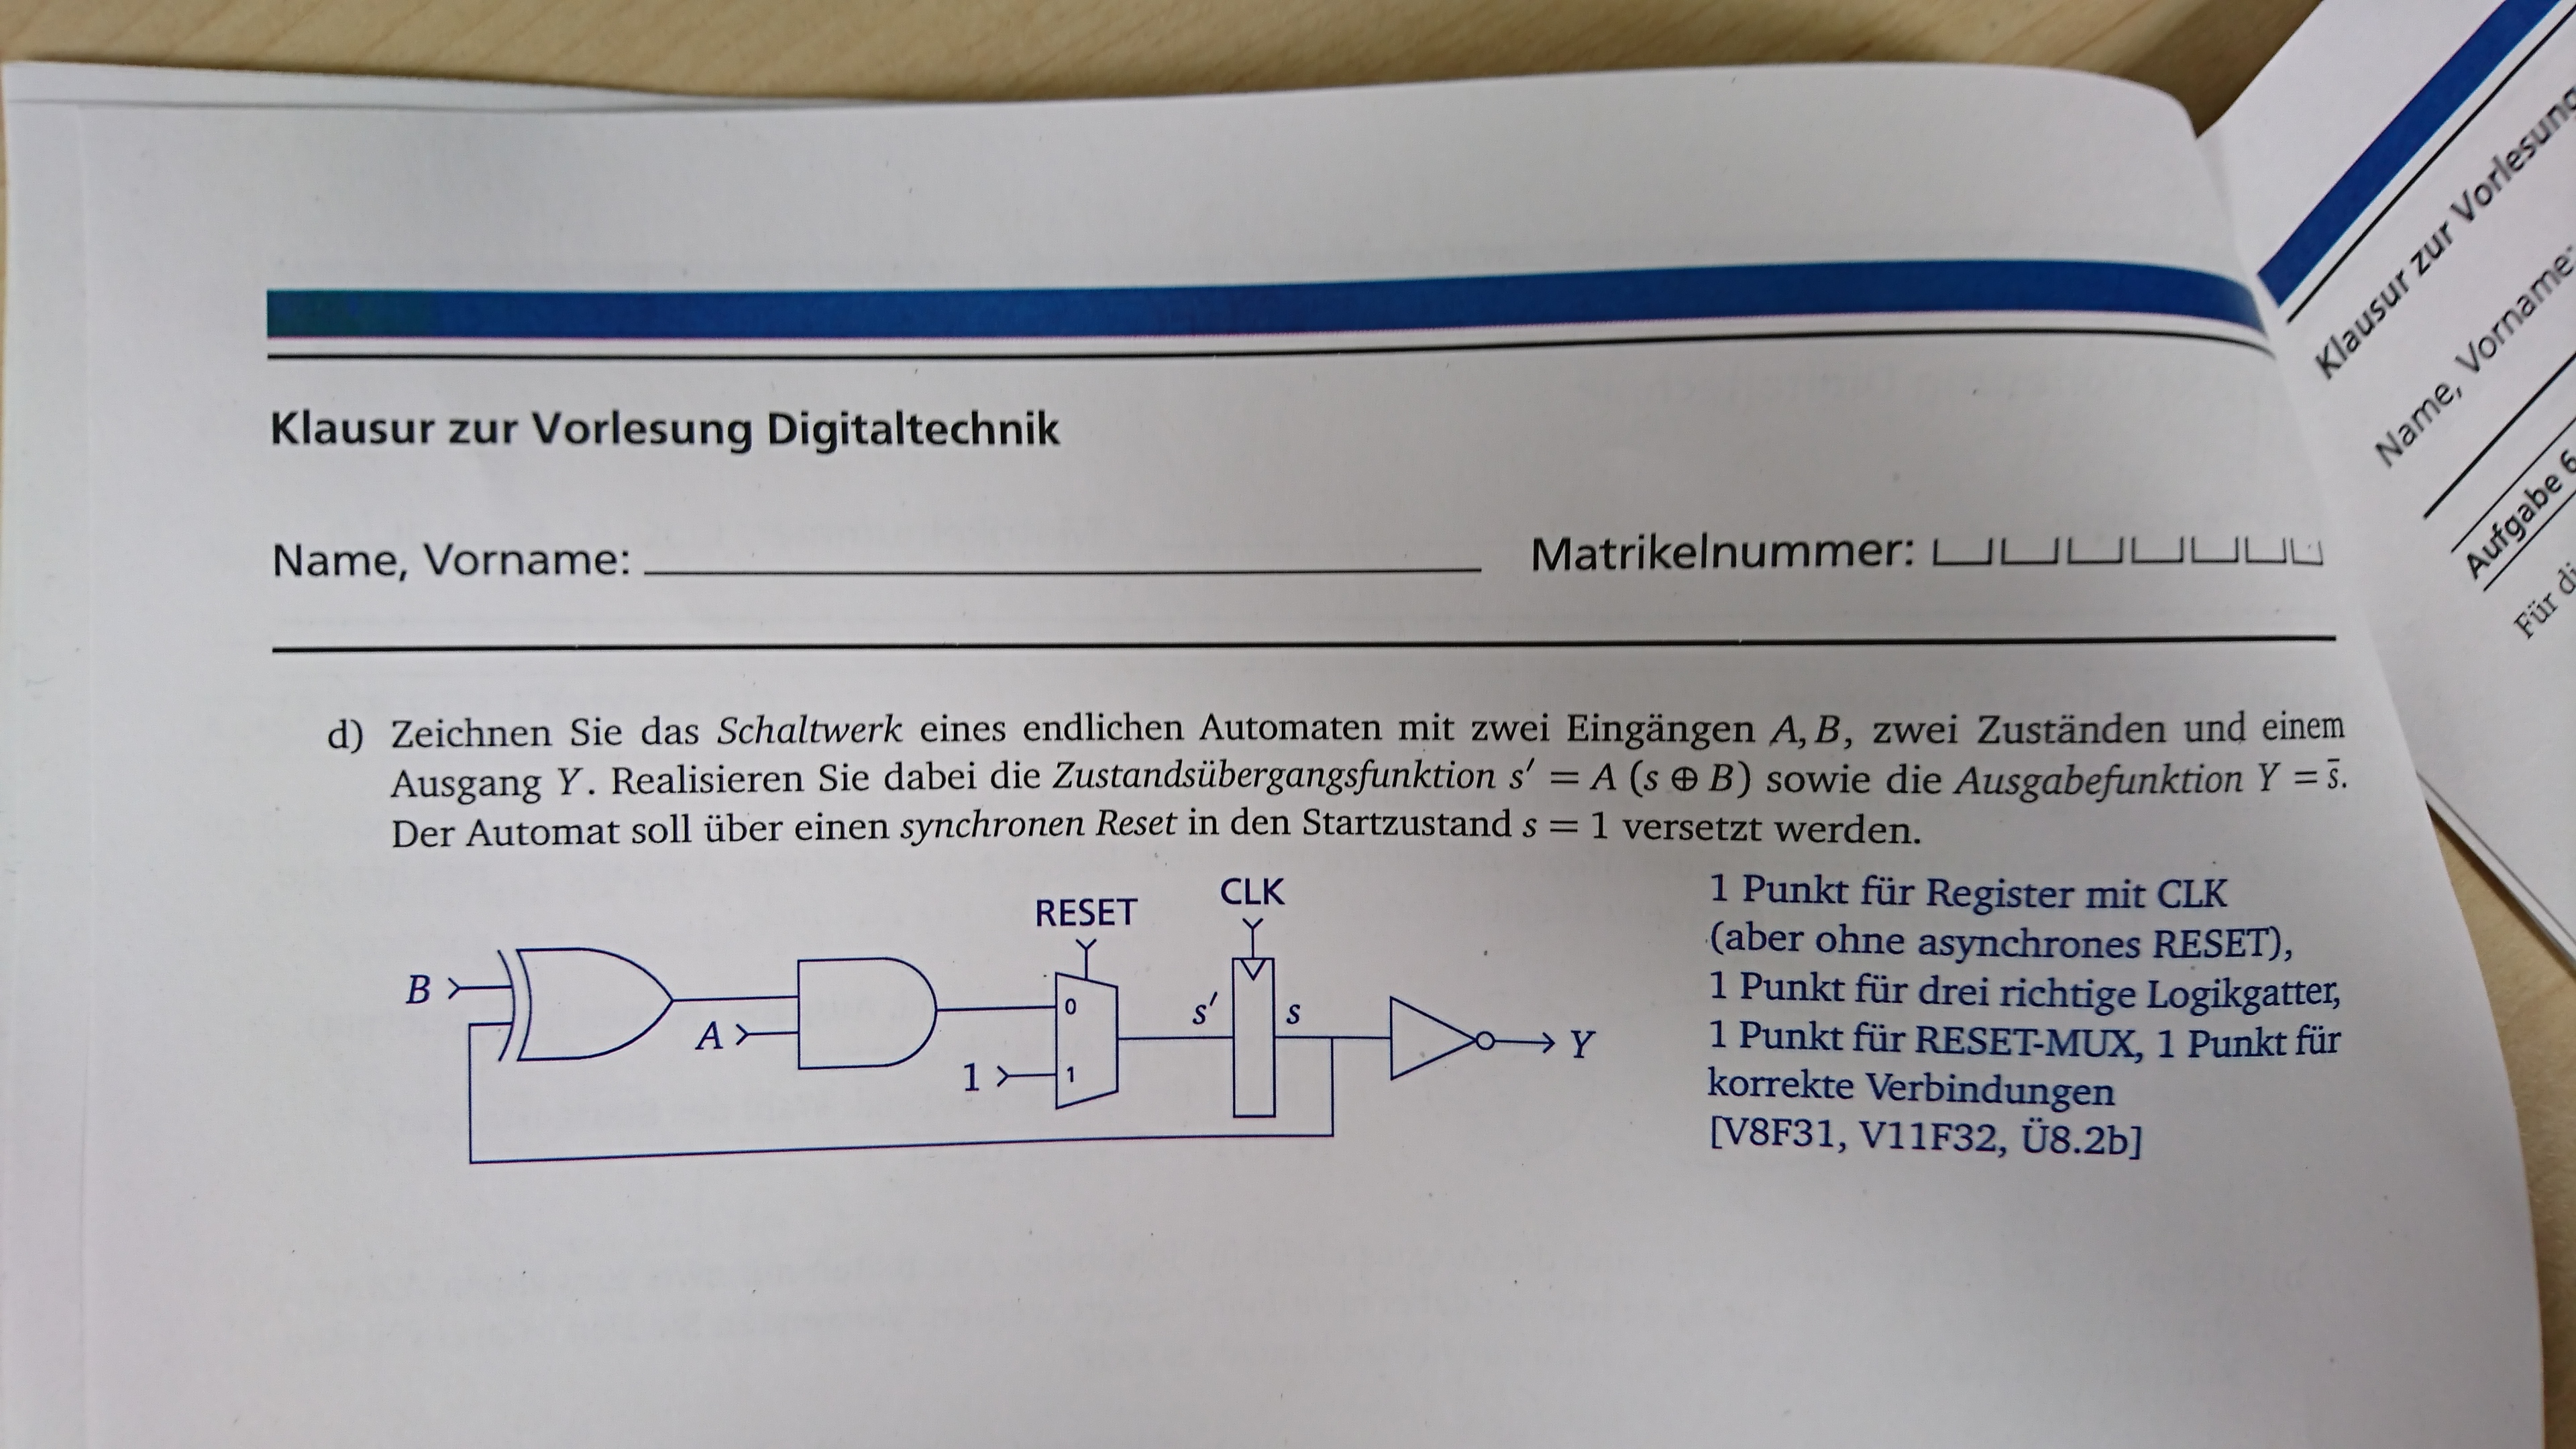 Klausur zur Vorlesung Digitaltechnik
Name, Vorname:
Matrikelnummer:
d) Zeichnen Sie das Schaltwerk eines endlichen Automaten mit zwei Eingängen A, B, zwei Zuständen und einem
Ausgang Y. Realisieren Sie dabei die Zustandsübergangsfunktion s′ = A (s ⊕ B) sowie die Ausgabefunktion Y = s̄.
Der Automat soll über einen synchronen Reset in den Startzustand s = 1 versetzt werden.
RESET
CLK
B
A
0
1
1
s′
s
Y
1 Punkt für Register mit CLK
(aber ohne asynchrones RESET),
1 Punkt für drei richtige Logikgatter,
1 Punkt für RESET-MUX, 1 Punkt für
korrekte Verbindungen
[V8F31, V11F32, Ü8.2b]
Klausur zur Vorlesung
Name, Vorname:
Aufgabe 6
Für